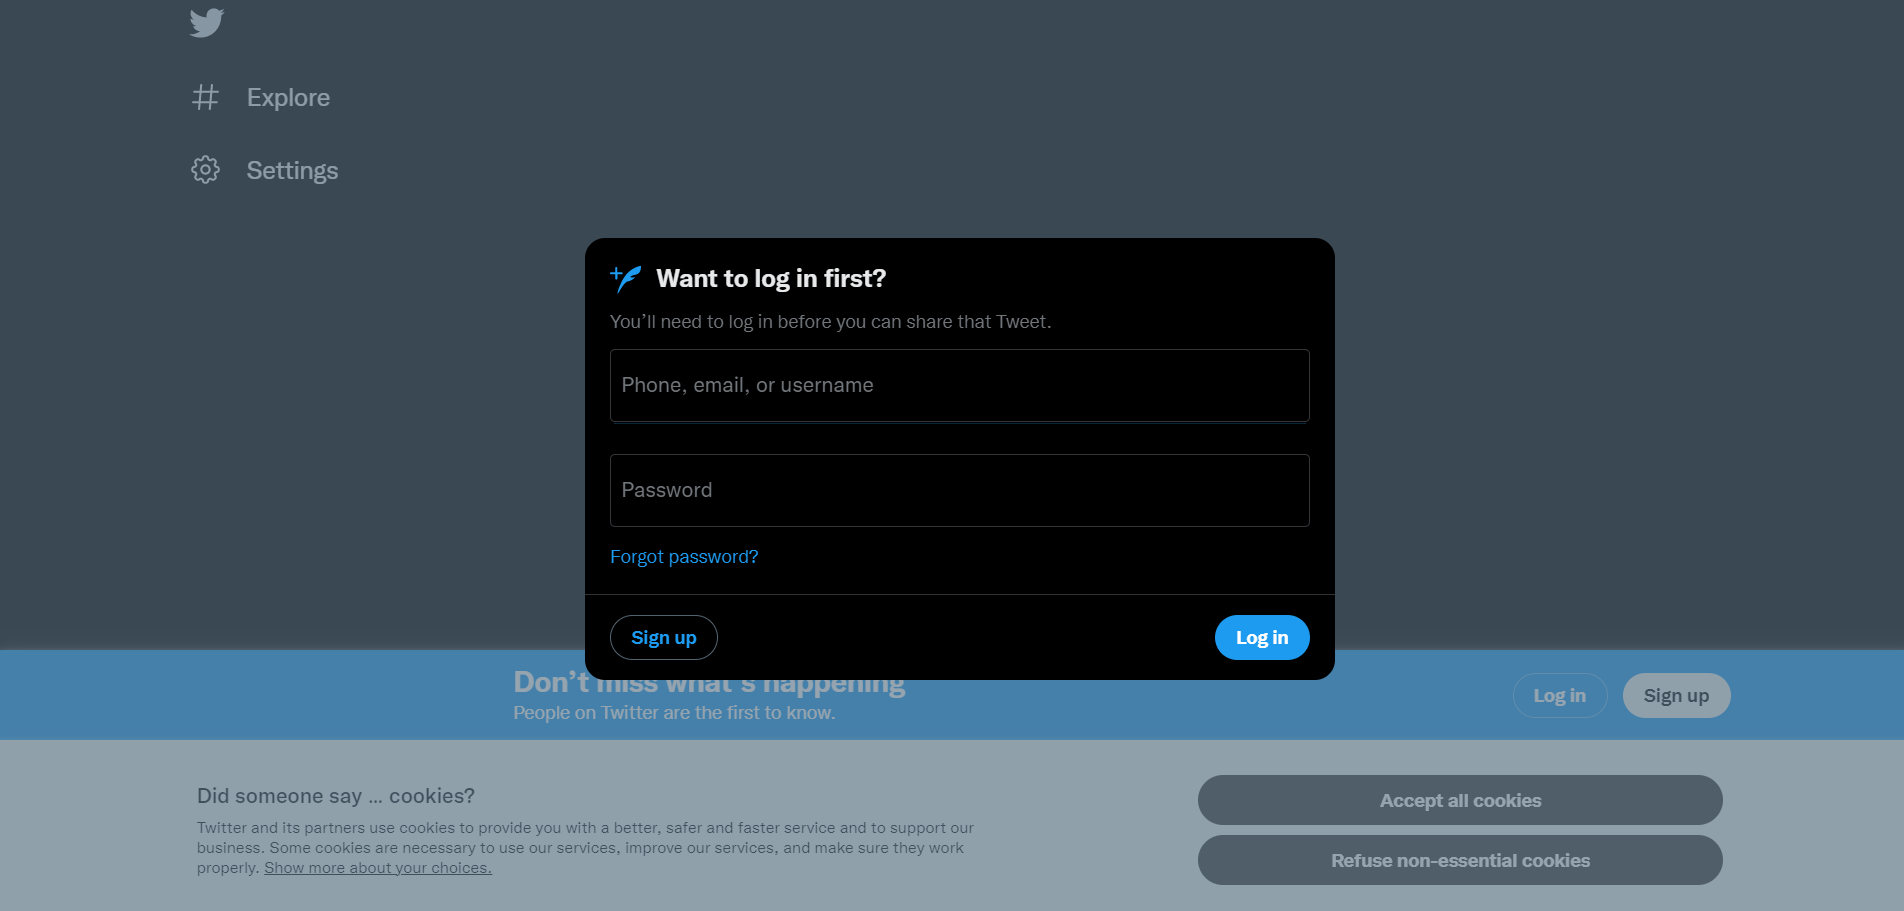 Explore
Settings
Want to log in first?
You’ll need to log in before you can share that Tweet.
Phone, email, or username
Password
Forgot password?
Sign up
Log in
Don’t miss what’s happening
People on Twitter are the first to know.
Log in
Sign up
Did someone say … cookies?
Twitter and its partners use cookies to provide you with a better, safer and faster service and to support our
business. Some cookies are necessary to use our services, improve our services, and make sure they work
properly. Show more about your choices.
Accept all cookies
Refuse non-essential cookies